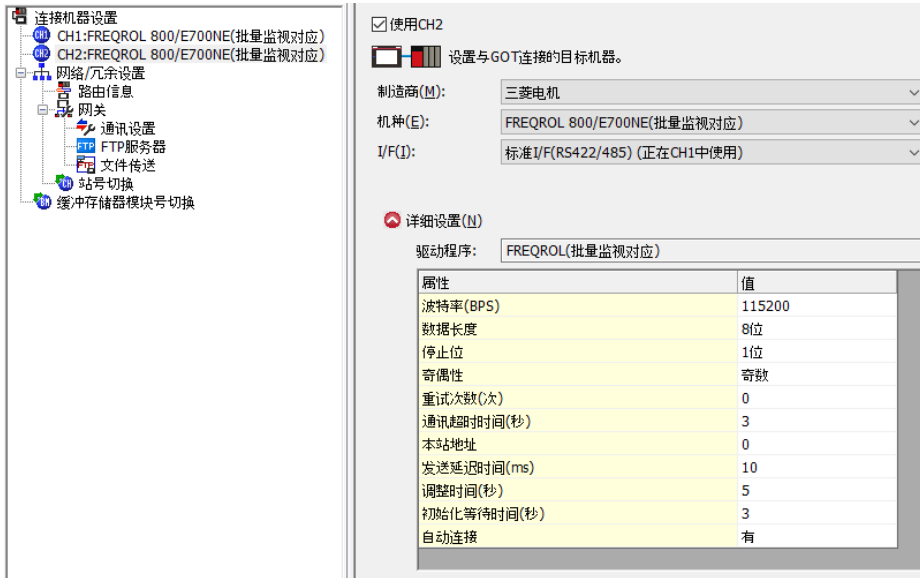 连接机器设置
CH1:FREQROL 800/E700NE(批量监视对应)
CH2:FREQROL 800/E700NE(批量监视对应)
网络/冗余设置
路由信息
网关
通讯设置
FTP FTP服务器
文件传送
站号切换
缓冲存储器模块号切换
使用CH2
设置与GOT连接的目标机器。
制造商(M): 三菱电机
机种(E): FREQROL 800/E700NE(批量监视对应)
I/F(I): 标准I/F(RS422/485) (正在CH1中使用)
详细设置(N)
驱动程序: FREQROL(批量监视对应)
属性 值
波特率(BPS) 115200
数据长度 8位
停止位 1位
奇偶性 奇数
重试次数(次) 0
通讯超时时间(秒) 3
本站地址 0
发送延迟时间(ms) 10
调整时间(秒) 5
初始化等待时间(秒) 3
自动连接 有